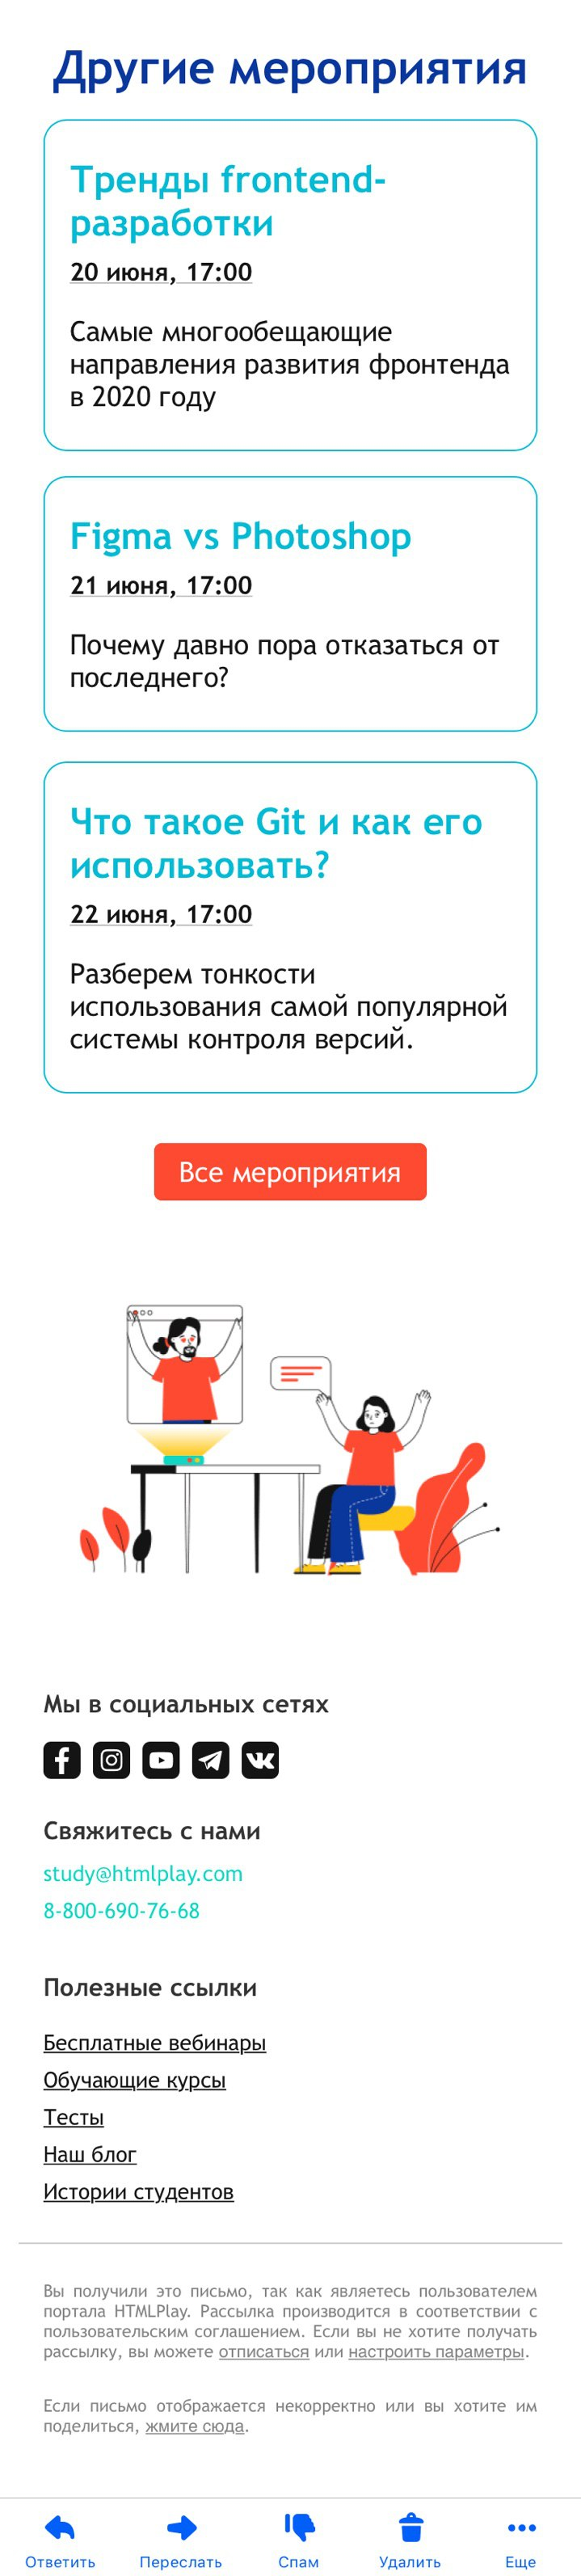 Другие мероприятия
Тренды frontend-
разработки
20 июня, 17:00
Самые многообещающие
направления развития фронтенда
в 2020 году
Figma vs Photoshop
21 июня, 17:00
Почему давно пора отказаться от
последнего?
Что такое Git и как его
использовать?
22 июня, 17:00
Разберем тонкости
использования самой популярной
системы контроля версий.
Все мероприятия
Мы в социальных сетях
Свяжитесь с нами
study@htmlplay.com
8-800-690-76-68
Полезные ссылки
Бесплатные вебинары
Обучающие курсы
Тесты
Наш блог
Истории студентов
Вы получили это письмо, так как являетесь пользователем
портала HTMLPlay. Рассылка производится в соответствии с
пользовательским соглашением. Если вы не хотите получать
рассылку, вы можете отписаться или настроить параметры.
Если письмо отображается некорректно или вы хотите им
поделиться, жмите сюда.
Ответить Переслать Спам Удалить Еще